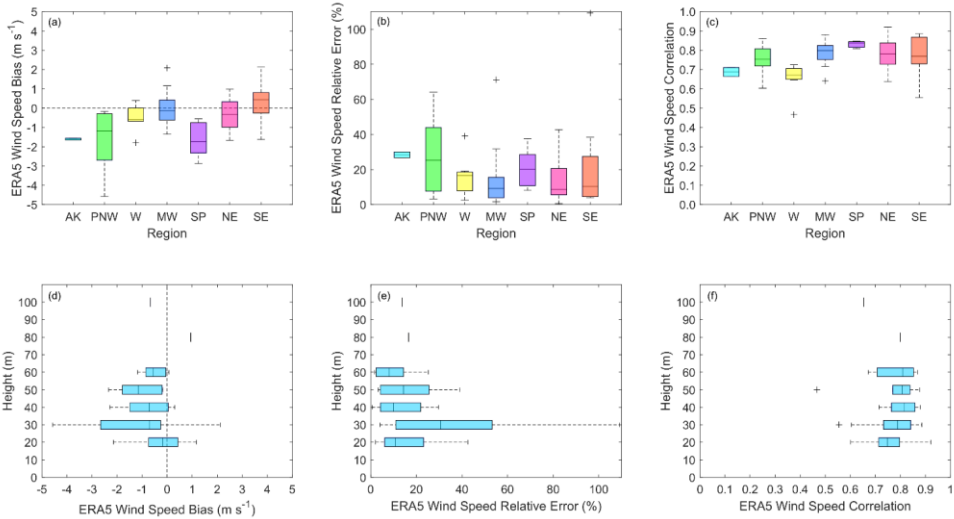 (a)
ERA5 Wind Speed Bias (m s⁻¹)
5
4
3
2
1
0
-1
-2
-3
-4
-5
AK PNW W MW SP NE SE
Region
(b)
ERA5 Wind Speed Relative Error (%)
100
80
60
40
20
0
AK PNW W MW SP NE SE
Region
(c)
ERA5 Wind Speed Correlation
1.0
0.9
0.8
0.7
0.6
0.5
0.4
0.3
0.2
0.1
0.0
AK PNW W MW SP NE SE
Region
(d)
Height (m)
100
90
80
70
60
50
40
30
20
10
0
-5 -4 -3 -2 -1 0 1 2 3 4 5
ERA5 Wind Speed Bias (m s⁻¹)
(e)
Height (m)
100
90
80
70
60
50
40
30
20
10
0
0 20 40 60 80 100
ERA5 Wind Speed Relative Error (%)
(f)
Height (m)
100
90
80
70
60
50
40
30
20
10
0
0 0.1 0.2 0.3 0.4 0.5 0.6 0.7 0.8 0.9 1
ERA5 Wind Speed Correlation